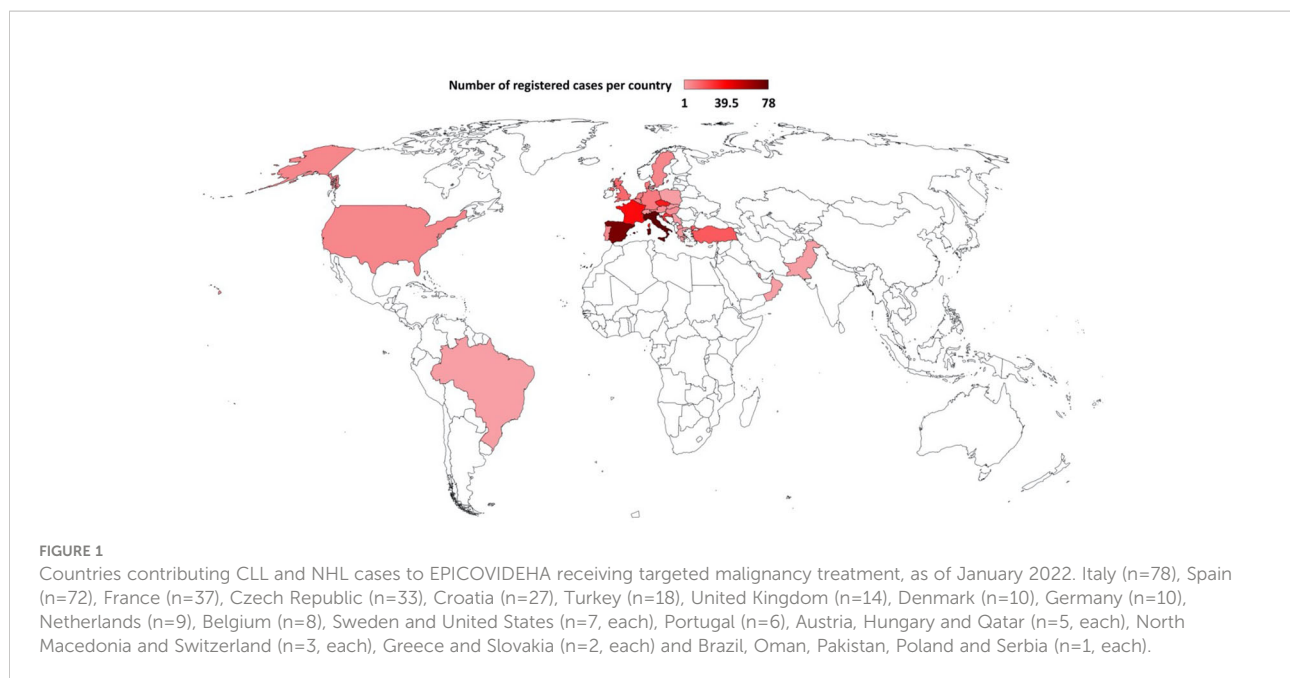 Number of registered cases per country
1 39.5 78
FIGURE 1
Countries contributing CLL and NHL cases to EPICOVIDEHA receiving targeted malignancy treatment, as of January 2022. Italy (n=78), Spain
(n=72), France (n=37), Czech Republic (n=33), Croatia (n=27), Turkey (n=18), United Kingdom (n=14), Denmark (n=10), Germany (n=10),
Netherlands (n=9), Belgium (n=8), Sweden and United States (n=7, each), Portugal (n=6), Austria, Hungary and Qatar (n=5, each), North
Macedonia and Switzerland (n=3, each), Greece and Slovakia (n=2, each) and Brazil, Oman, Pakistan, Poland and Serbia (n=1, each).